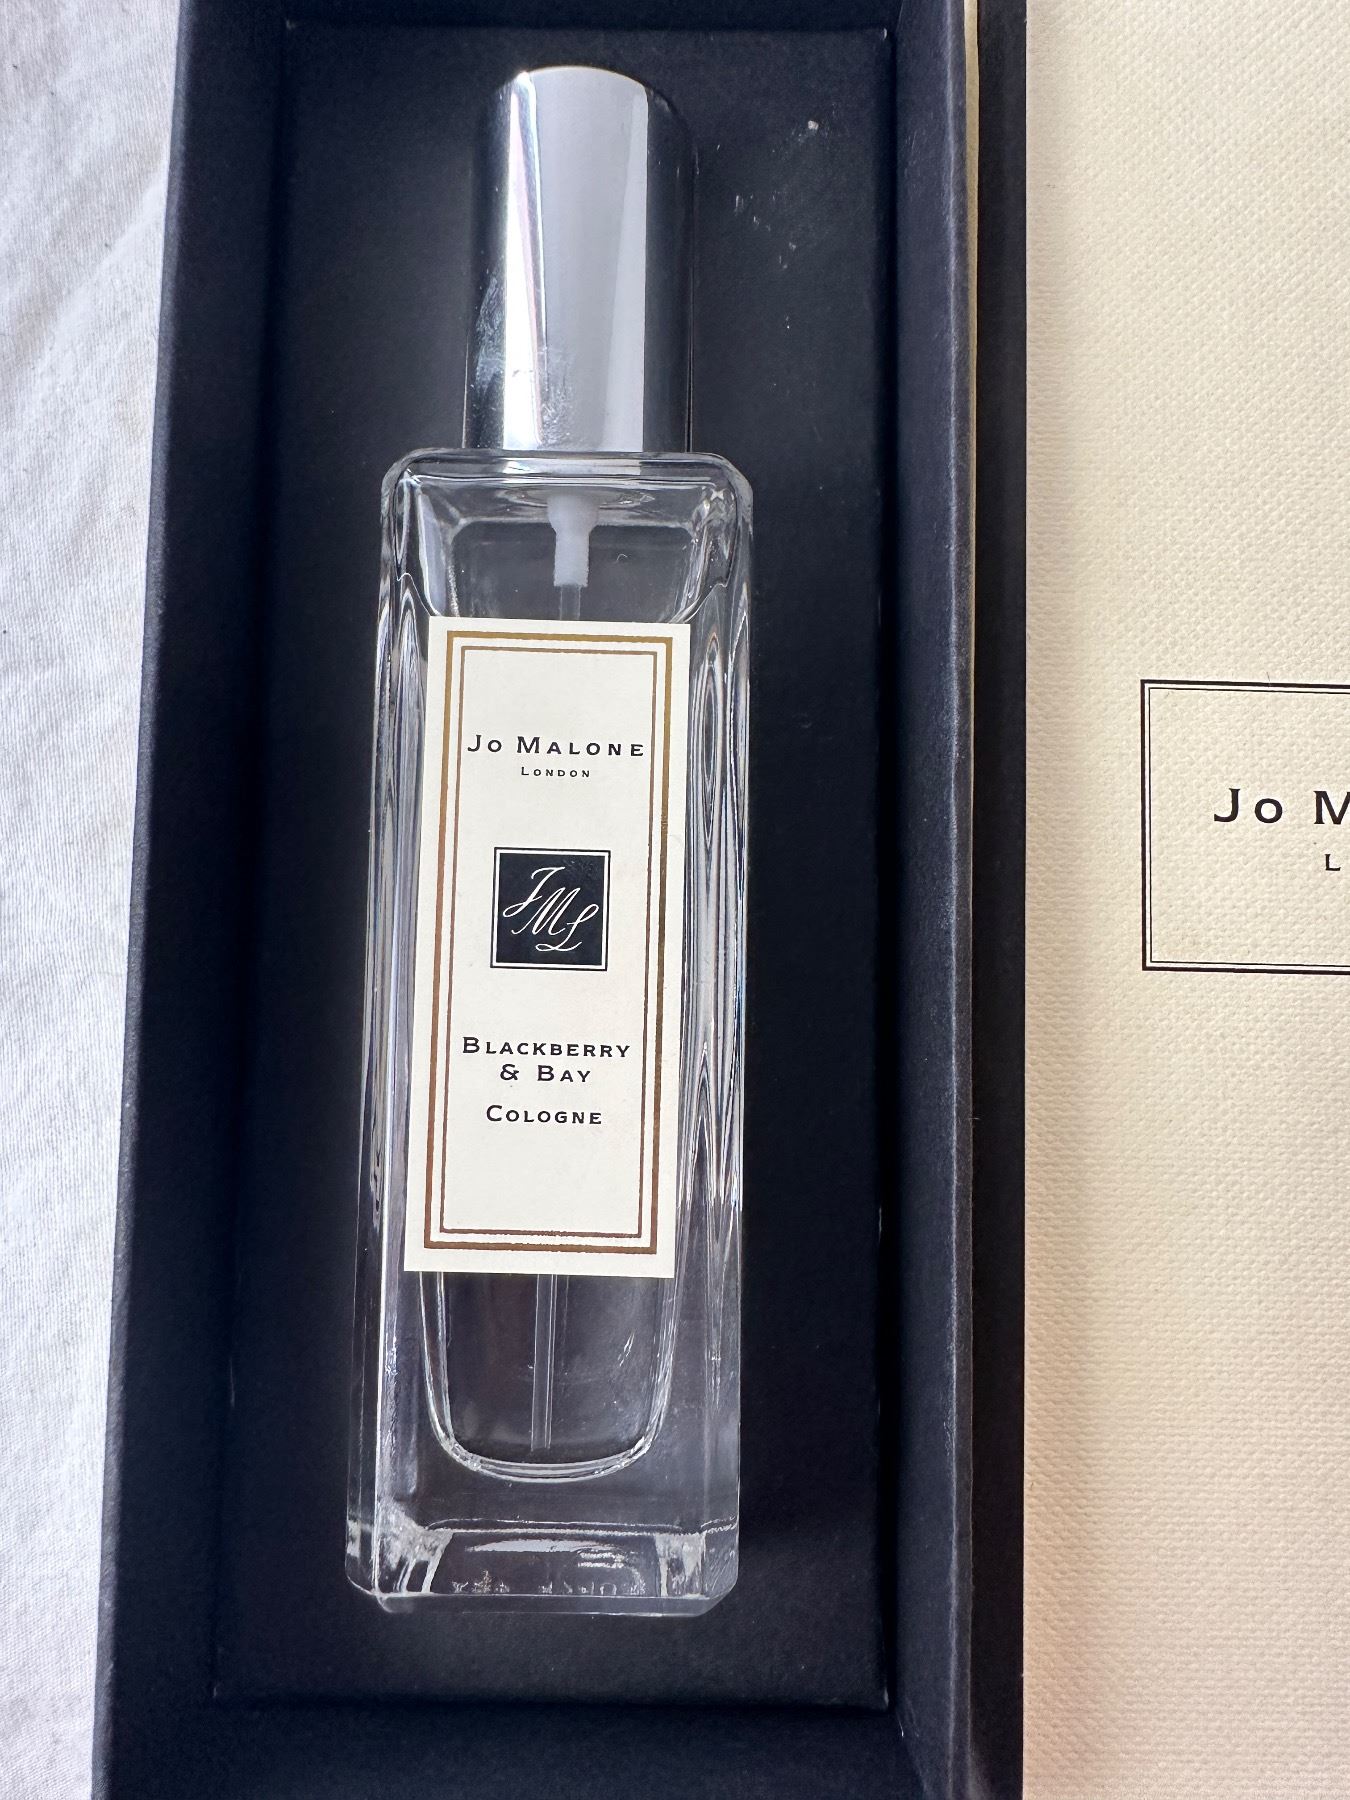 Jo Malone
London
JML
Blackberry
& Bay
Cologne
Jo M
L